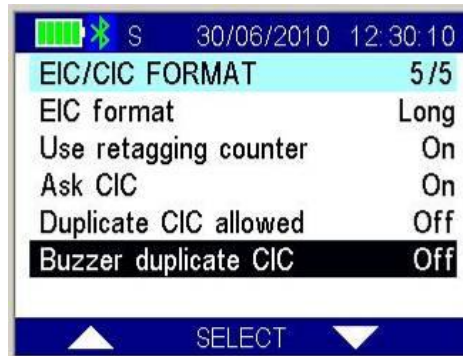 S 30/06/2010 12:30:10
EIC/CIC FORMAT 5/5
EIC format Long
Use retagging counter On
Ask CIC On
Duplicate CIC allowed Off
Buzzer duplicate CIC Off
SELECT